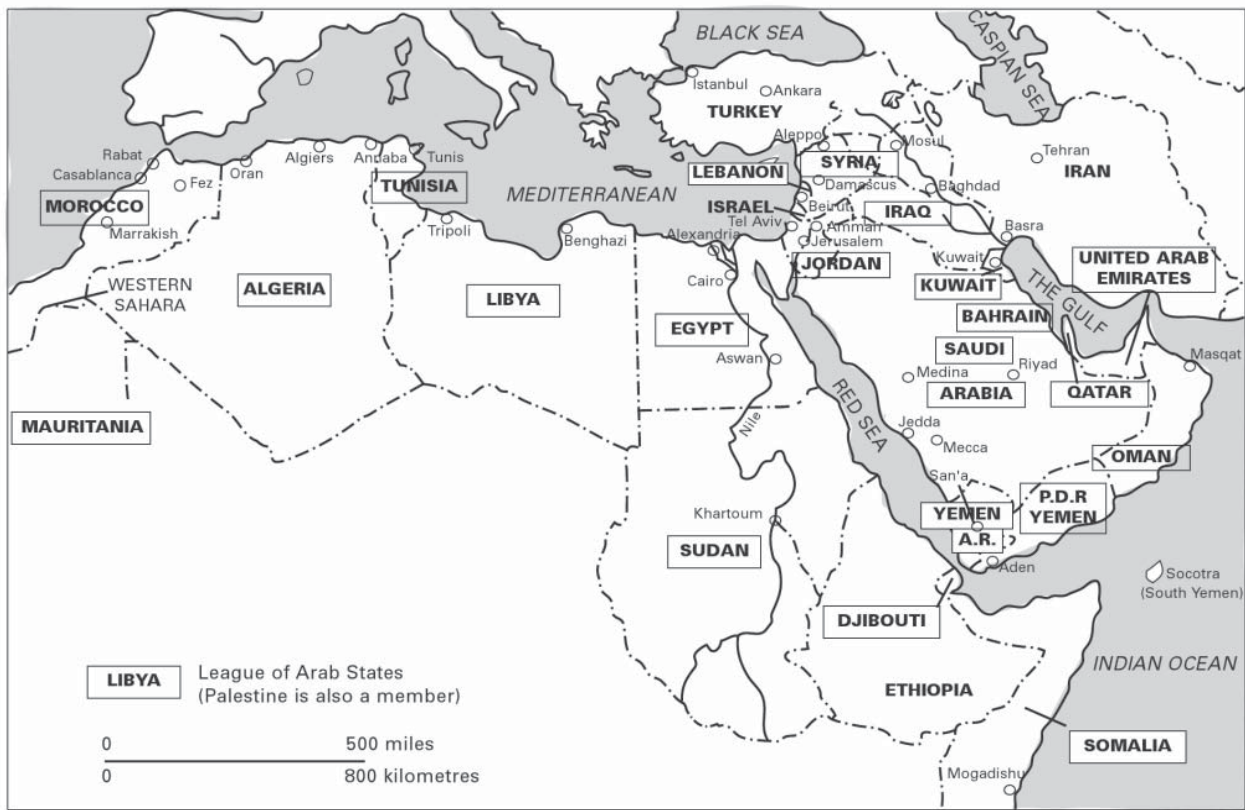 BLACK SEA
CASPIAN SEA
Istanbul
Ankara
TURKEY
Aleppo
Mosul
Tehran
IRAN
Rabat
Casablanca
Fez
Oran
Algiers
Annaba
Tunis
TUNISIA
MEDITERRANEAN
LEBANON
SYRIA
Damascus
Baghdad
MOROCCO
Marrakish
Tripoli
Benghazi
ISRAEL
Beirut
IRAQ
Tel Aviv
Amman
Alexandria
Jerusalem
Basra
Cairo
JORDAN
Kuwait
KUWAIT
UNITED ARAB
EMIRATES
THE GULF
WESTERN
SAHARA
ALGERIA
LIBYA
EGYPT
BAHRAIN
SAUDI
ARABIA
Aswan
Medina
Riyad
QATAR
Masqat
MAURITANIA
Nile
RED SEA
Jedda
Mecca
OMAN
San'a
Khartoum
YEMEN
A.R.
P.D.R
YEMEN
SUDAN
Aden
Socotra
(South Yemen)
DJIBOUTI
INDIAN OCEAN
ETHIOPIA
SOMALIA
Mogadishu
LIBYA
League of Arab States
(Palestine is also a member)
0 500 miles
0 800 kilometres